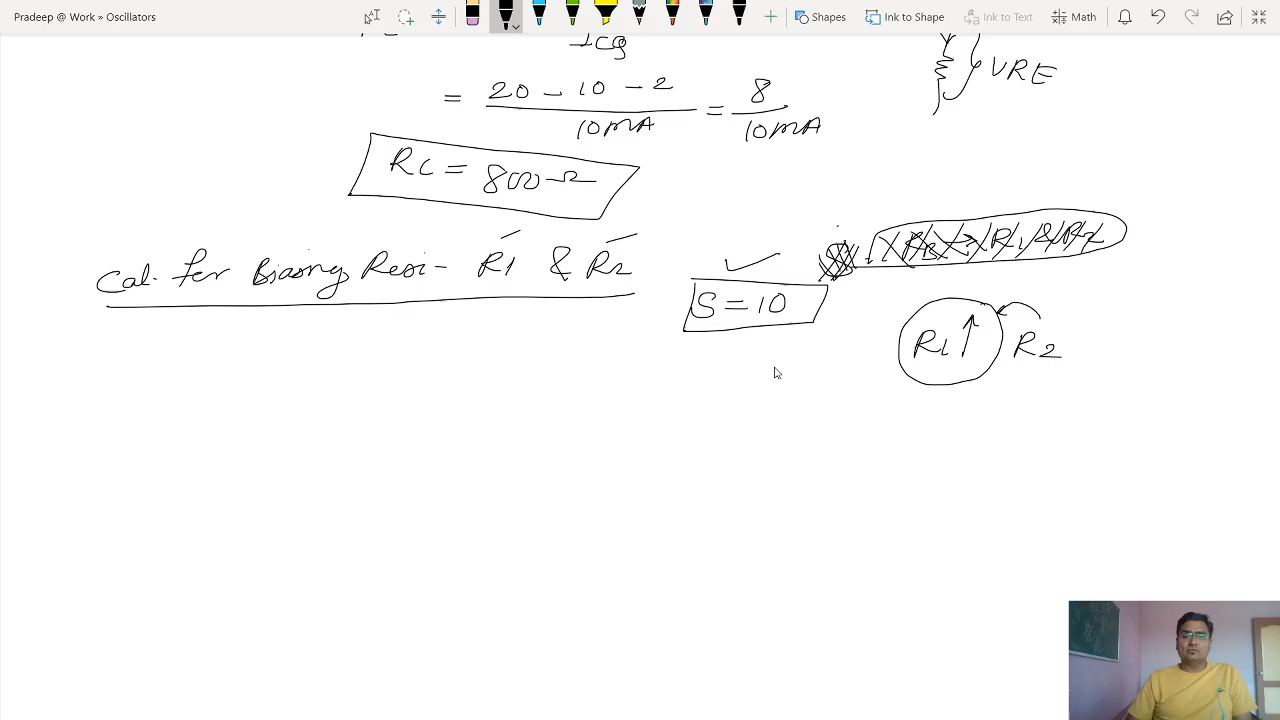 Pradeep @ Work » Oscillators
Shapes
Ink to Shape
Ink to Text
Math
ICQ
VRE
= 20 - 10 - 2 / 10mA = 8 / 10mA
RC = 800 Ω
Cal. for Biasing Resi- R1 & R2
S = 10
R1 ↑ R2